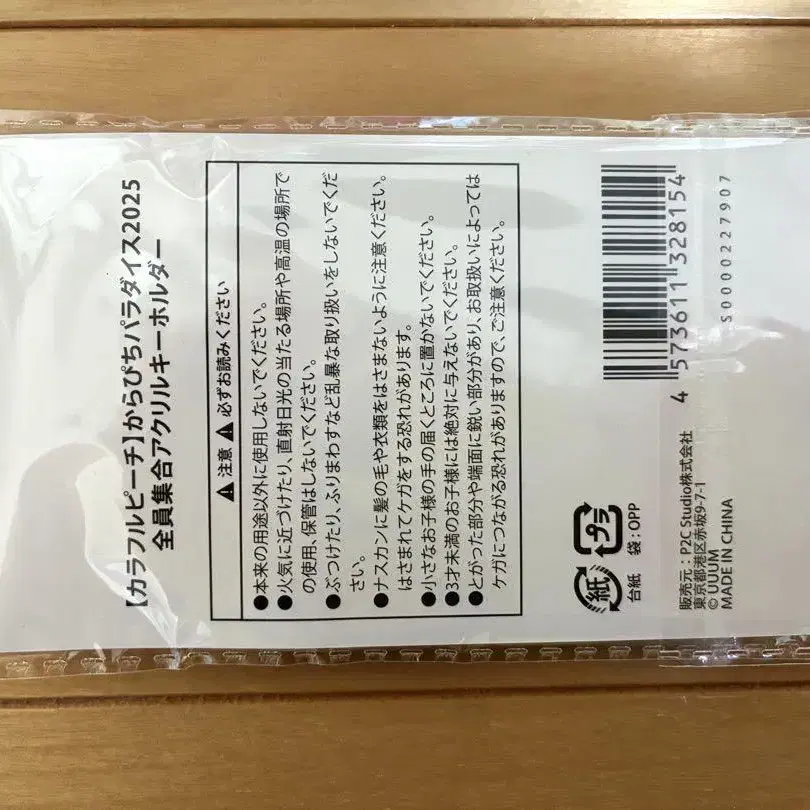 【カラフルピーチ】からぴちパラダイス2025
全員集合アクリルキーホルダー
⚠ 注意 ⚠ 必ずお読みください
●本来の用途以外に使用しないでください。
●火気に近づけたり、直射日光の当たる場所や高温の場所で
の使用、保管はしないでください。
●ぶつけたり、ふりまわすなど乱暴な取り扱いをしないでくだ
さい。
●ナスカンに髪の毛や衣類をはさまないように注意ください。
はさまれてケガをする恐れがあります。
●小さなお子様の手の届くところに置かないでください。
●3才未満のお子様には絶対に与えないでください。
●とがった部分や端面に鋭い部分があり、お取扱いによっては
ケガにつながる恐れがありますので、ご注意ください。
紙 プラ
台紙 袋：OPP
販売元：P2C Studio株式会社
東京都港区赤坂9-7-1
© UUUM
MADE IN CHINA
4 573611 328154
S0000227907